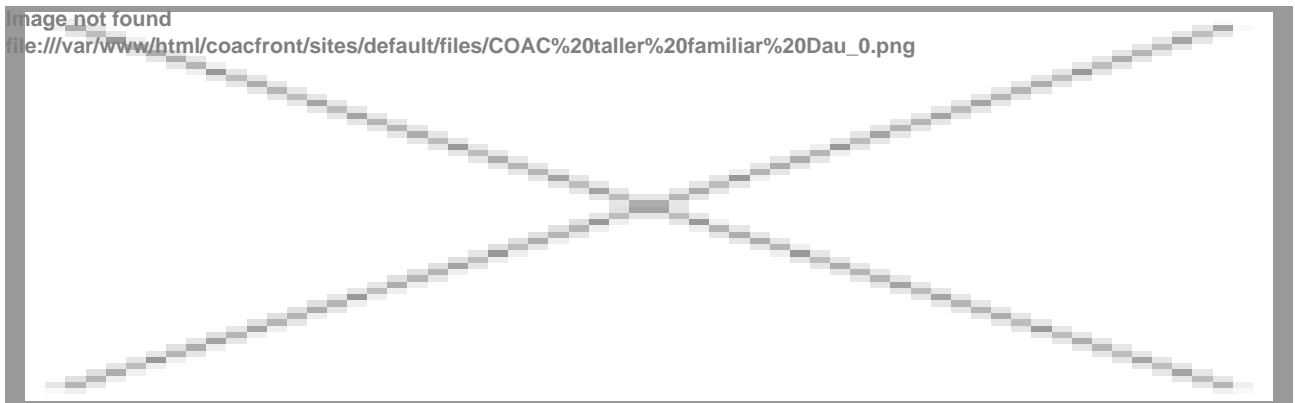 Image not found
file:///var/www/html/coacfront/sites/default/files/COAC%20taller%20familiar%20Dau_0.png